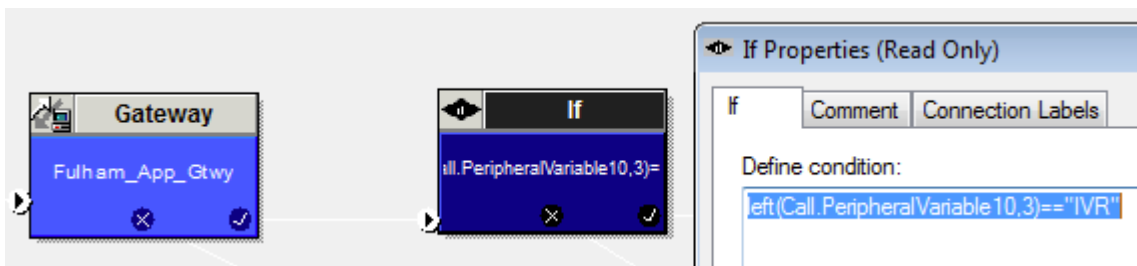 Gateway
Fulham_App_Gtwy
If
all.PeripheralVariable10,3)=
If Properties (Read Only)
If
Comment
Connection Labels
Define condition:
left(Call.PeripheralVariable10,3)=="IVR"